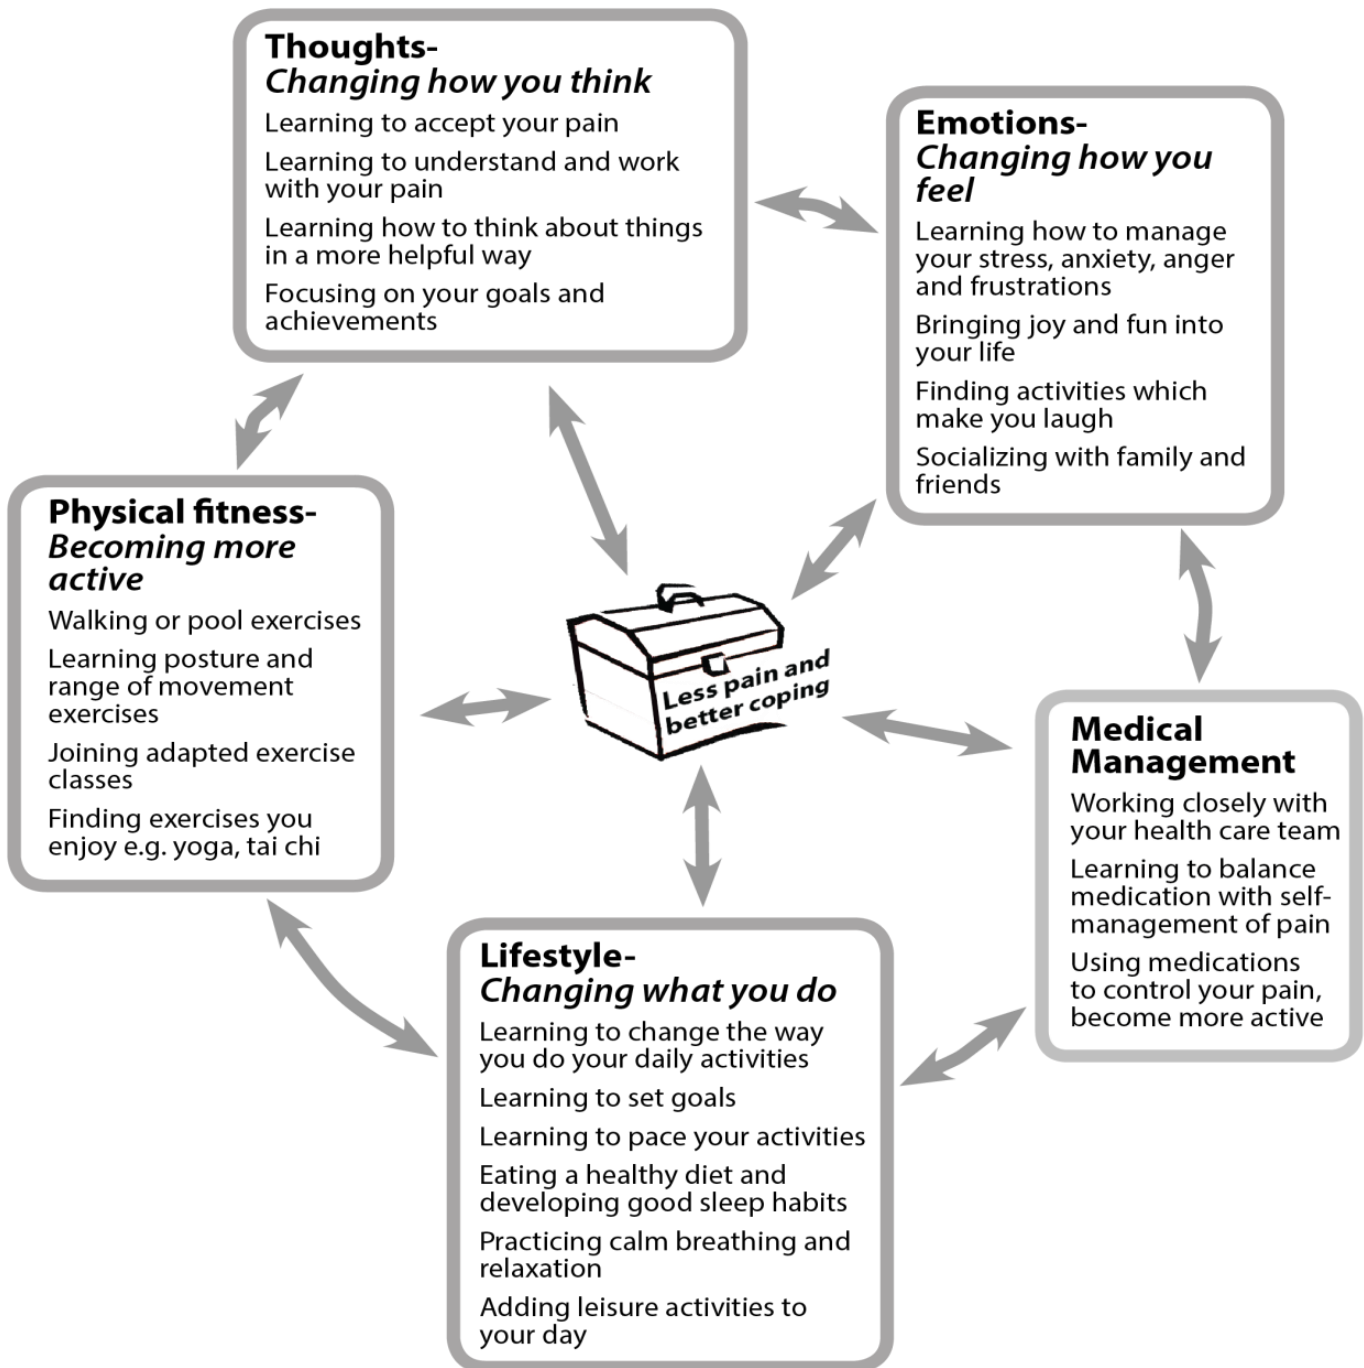 Thoughts-
Changing how you think
Learning to accept your pain
Learning to understand and work
with your pain
Learning how to think about things
in a more helpful way
Focusing on your goals and
achievements
Emotions-
Changing how you
feel
Learning how to manage
your stress, anxiety, anger
and frustrations
Bringing joy and fun into
your life
Finding activities which
make you laugh
Socializing with family and
friends
Physical fitness-
Becoming more
active
Walking or pool exercises
Learning posture and
range of movement
exercises
Joining adapted exercise
classes
Finding exercises you
enjoy e.g. yoga, tai chi
Less pain and
better coping
Medical
Management
Working closely with
your health care team
Learning to balance
medication with self-
management of pain
Using medications
to control your pain,
become more active
Lifestyle-
Changing what you do
Learning to change the way
you do your daily activities
Learning to set goals
Learning to pace your activities
Eating a healthy diet and
developing good sleep habits
Practicing calm breathing and
relaxation
Adding leisure activities to
your day